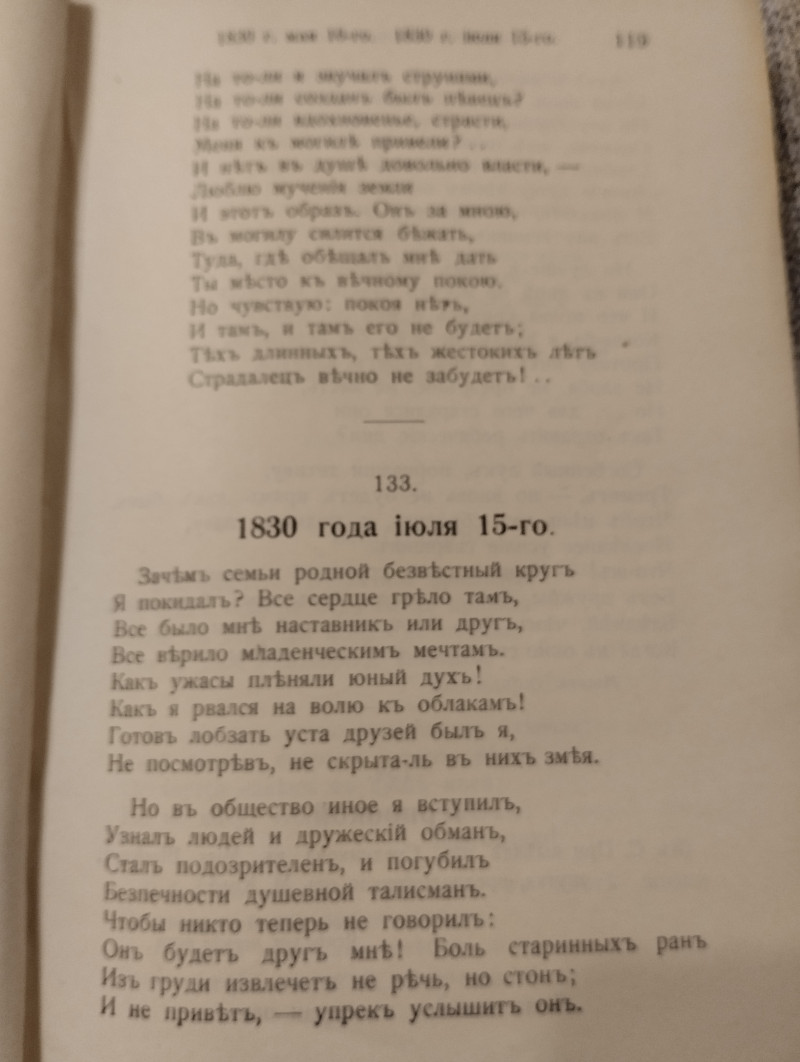 1830 г. мая 16-го. 1830 г. іюля 15-го. 119
На то-ли я звучалъ струнами,
На то-ли созданъ былъ пѣвецъ?
На то-ли вдохновенье, страсти,
Меня къ могилѣ привели? . .
И нѣтъ въ душѣ довольно власти, —
Люблю мученія земли
И этотъ образъ. Онъ за мною,
Въ могилу силится бѣжать,
Туда, гдѣ обѣщалъ мнѣ дать
Ты мѣсто къ вѣчному покою.
Но чувствую: покоя нѣтъ,
И тамъ, и тамъ его не будетъ;
Тѣхъ длинныхъ, тѣхъ жестокихъ лѣтъ
Страдалецъ вѣчно не забудетъ! . .
133.
1830 года іюля 15-го.
Зачѣмъ семьи родной безвѣстный кругъ
Я покидалъ? Все сердце грѣло тамъ,
Все было мнѣ наставникъ или другъ,
Все вѣрило младенческимъ мечтамъ.
Какъ ужасы плѣняли юный духъ!
Какъ я рвался на волю къ облакамъ!
Готовъ лобзать уста друзей былъ я,
Не посмотрѣвъ, не скрыта-ль въ нихъ змѣя.
Но въ общество иное я вступилъ,
Узналъ людей и дружескій обманъ,
Сталъ подозрителенъ, и погубилъ
Безпечности душевной талисманъ.
Чтобы никто теперь не говорилъ:
Онъ будетъ другъ мнѣ! Боль старинныхъ ранъ
Изъ груди извлечетъ не рѣчь, но стонъ;
И не привѣтъ, — упрекъ услышитъ онъ.